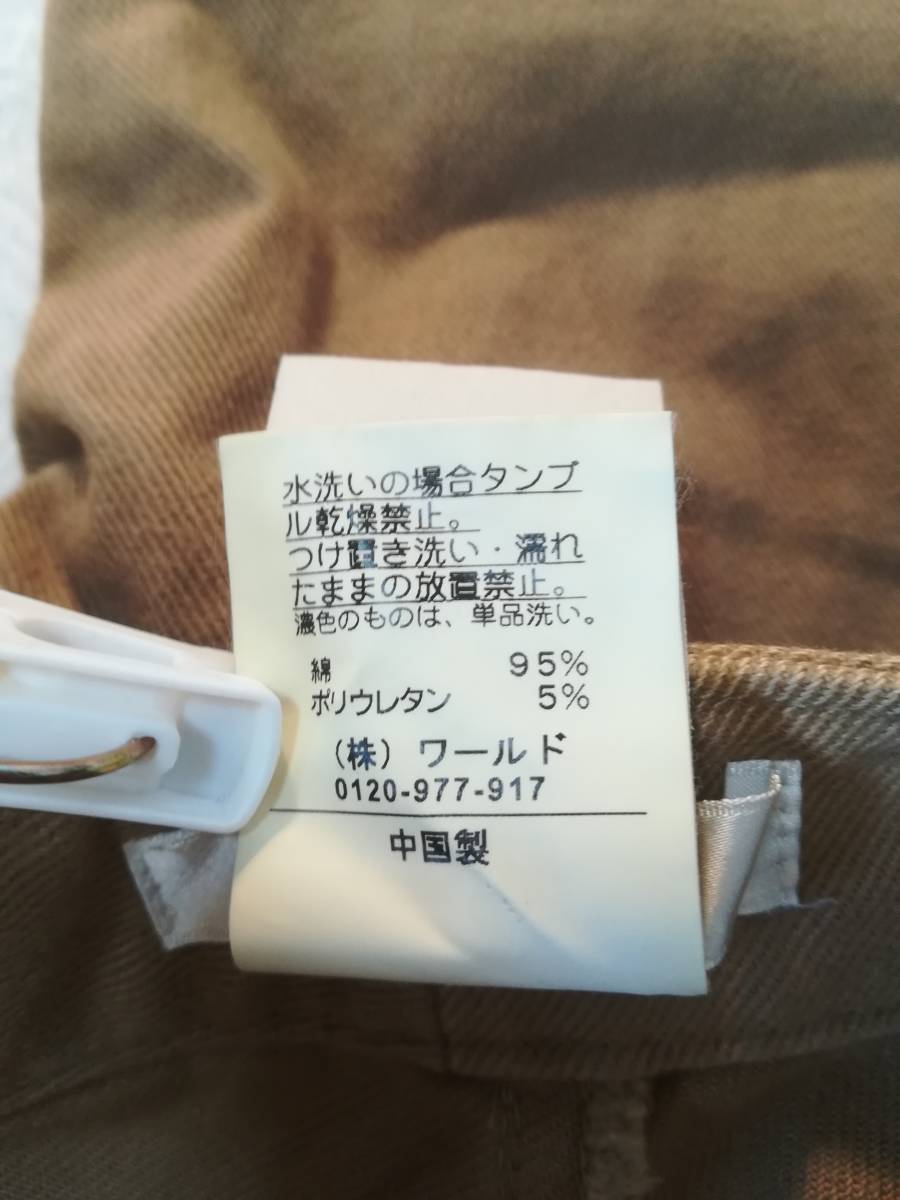 水洗いの場合タンブ
ル乾燥禁止。
つけ置き洗い・濡れ
たままの放置禁止。
濃色のものは、単品洗い。
綿 95%
ポリウレタン 5%
(株) ワールド
0120-977-917
中国製